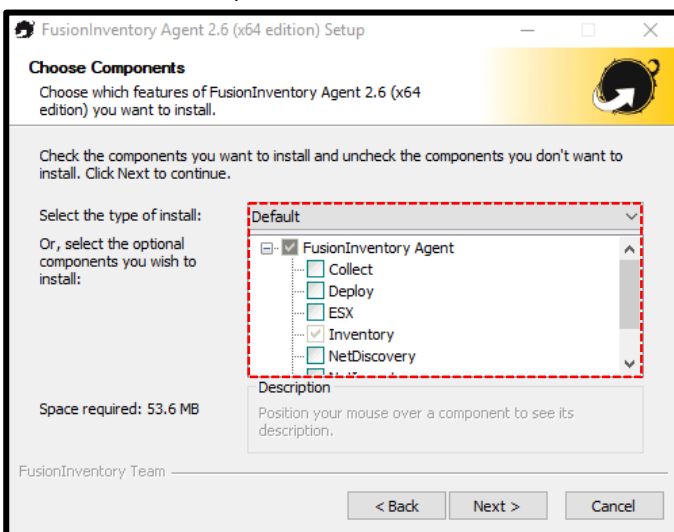 FusionInventory Agent 2.6 (x64 edition) Setup
Choose Components
Choose which features of FusionInventory Agent 2.6 (x64
edition) you want to install.
Check the components you want to install and uncheck the components you don't want to
install. Click Next to continue.
Select the type of install:
Default
Or, select the optional
components you wish to
install:
FusionInventory Agent
Collect
Deploy
ESX
Inventory
NetDiscovery
Space required: 53.6 MB
Description
Position your mouse over a component to see its
description.
FusionInventory Team
< Back
Next >
Cancel